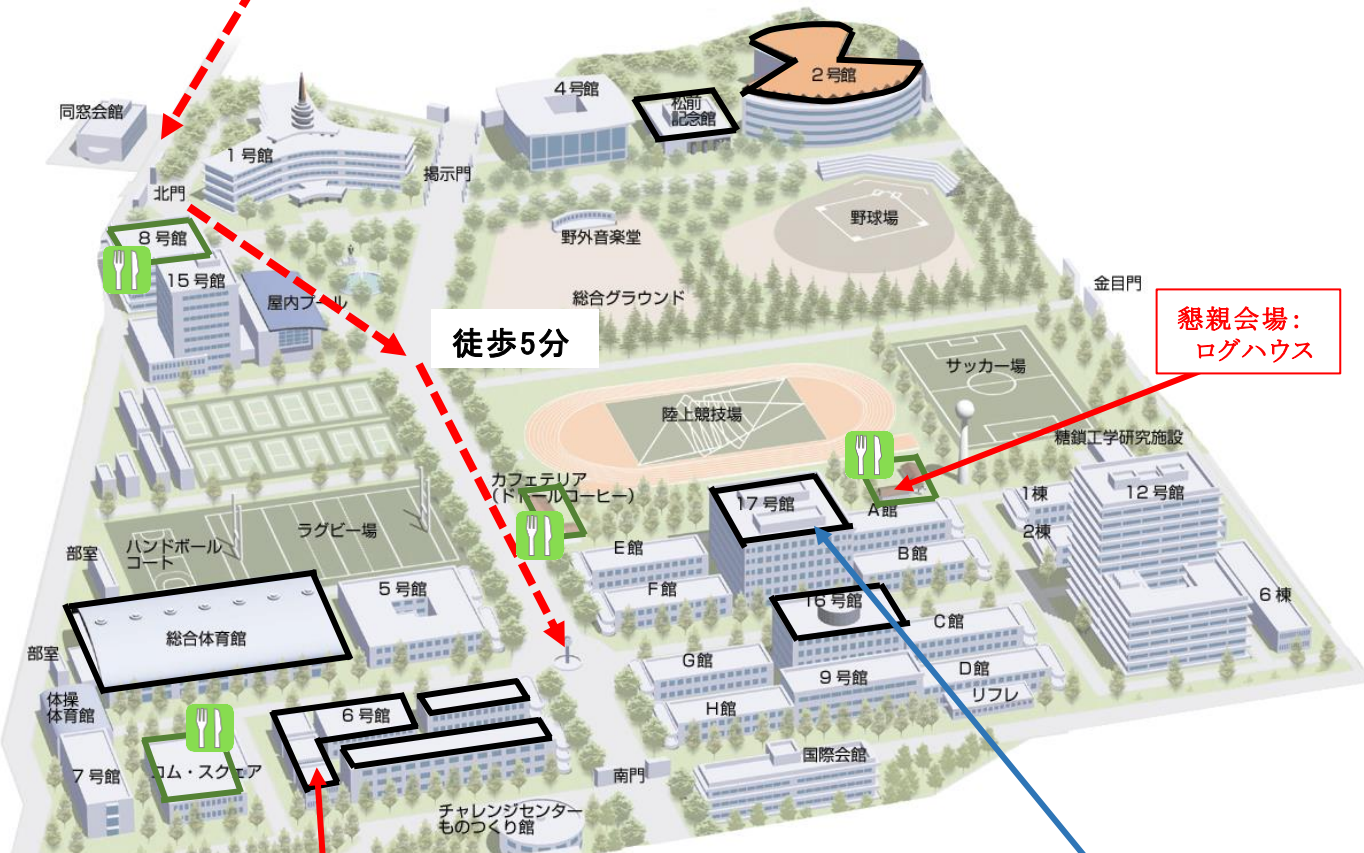 2号館
4号館
松前
記念館
同窓会館
1号館
掲示門
北門
野球場
8号館
野外音楽堂
15号館
金目門
屋内プール
総合グラウンド
懇親会場:
ログハウス
徒歩5分
サッカー場
陸上競技場
糖鎖工学研究施設
カフェテリア
(ドトールコーヒー)
1棟
12号館
17号館
A館
ラグビー場
2棟
ハンドボール
コート
部室
E館
B館
5号館
F館
16号館
6棟
C館
総合体育館
部室
G館
D館
9号館
リフレ
体操
体育館
H館
6号館
国際会館
コム・スクェア
7号館
南門
チャレンジセンター
ものつくり館